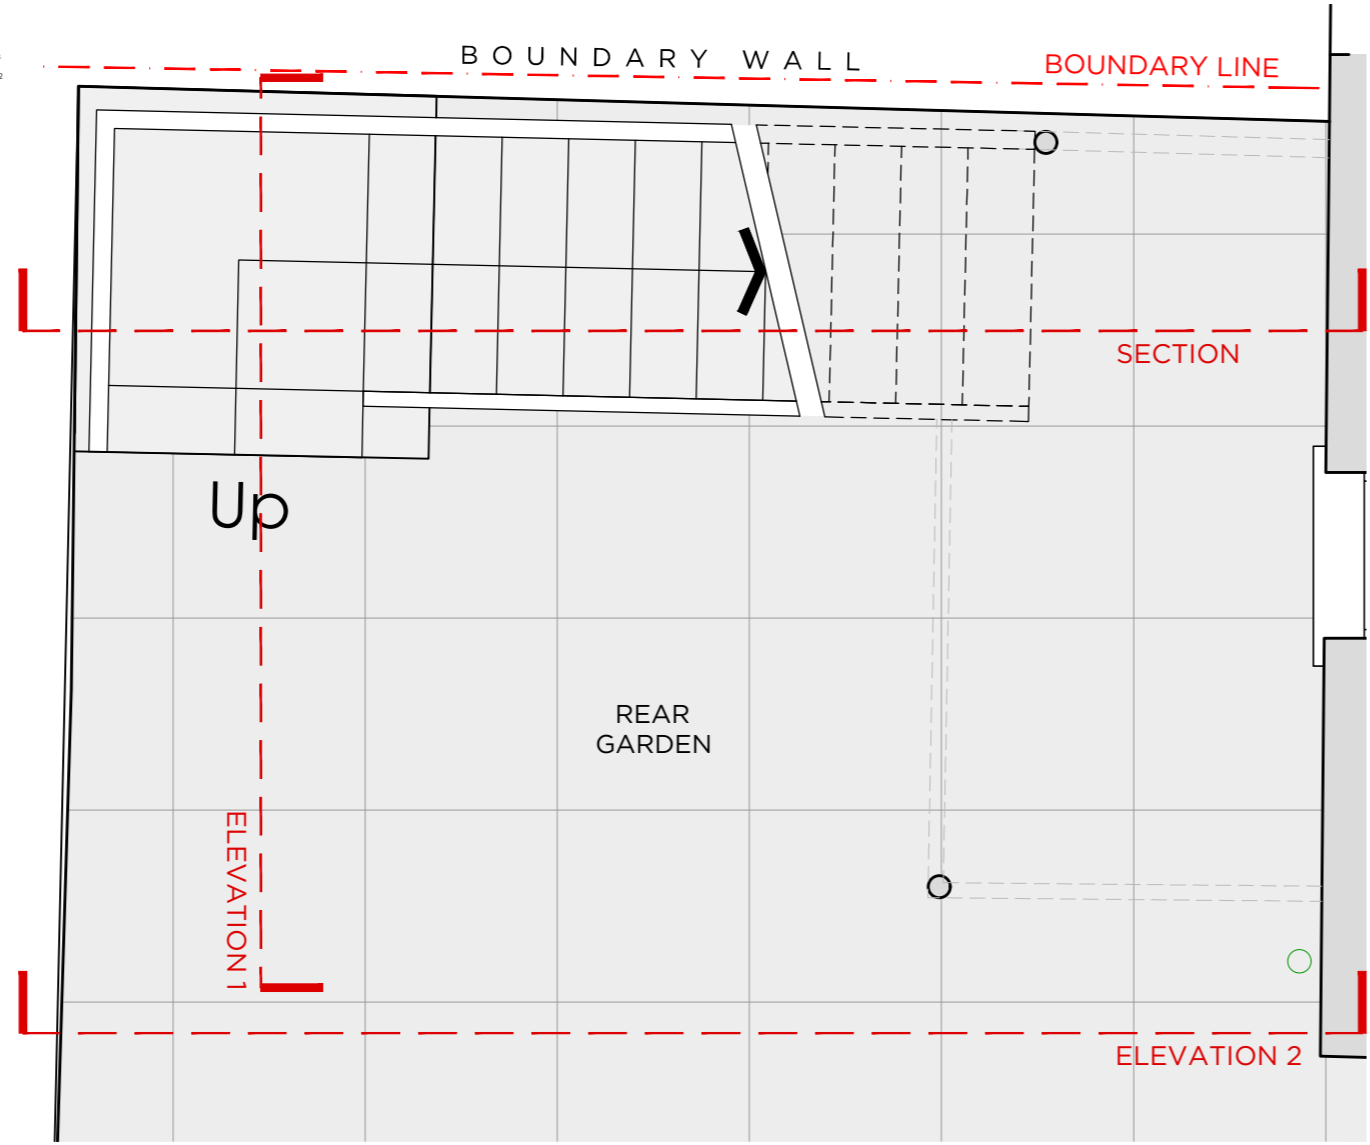 BOUNDARY WALL
BOUNDARY LINE
SECTION
Up
REAR
GARDEN
ELEVATION 1
ELEVATION 2